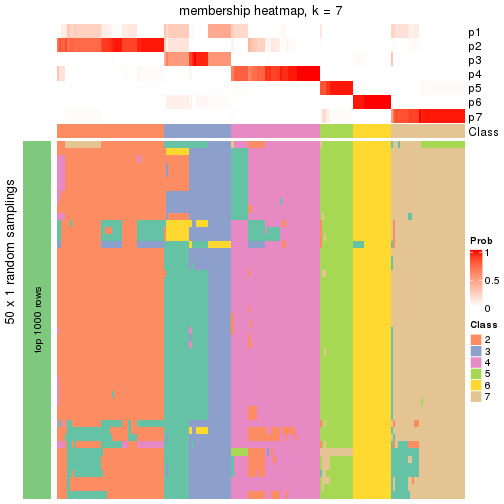 membership heatmap, k = 7
p1
p2
p3
p4
p5
p6
p7
Class
50 x 1 random samplings
top 1000 rows
Prob
1
0.5
0
Class
2
3
4
5
6
7